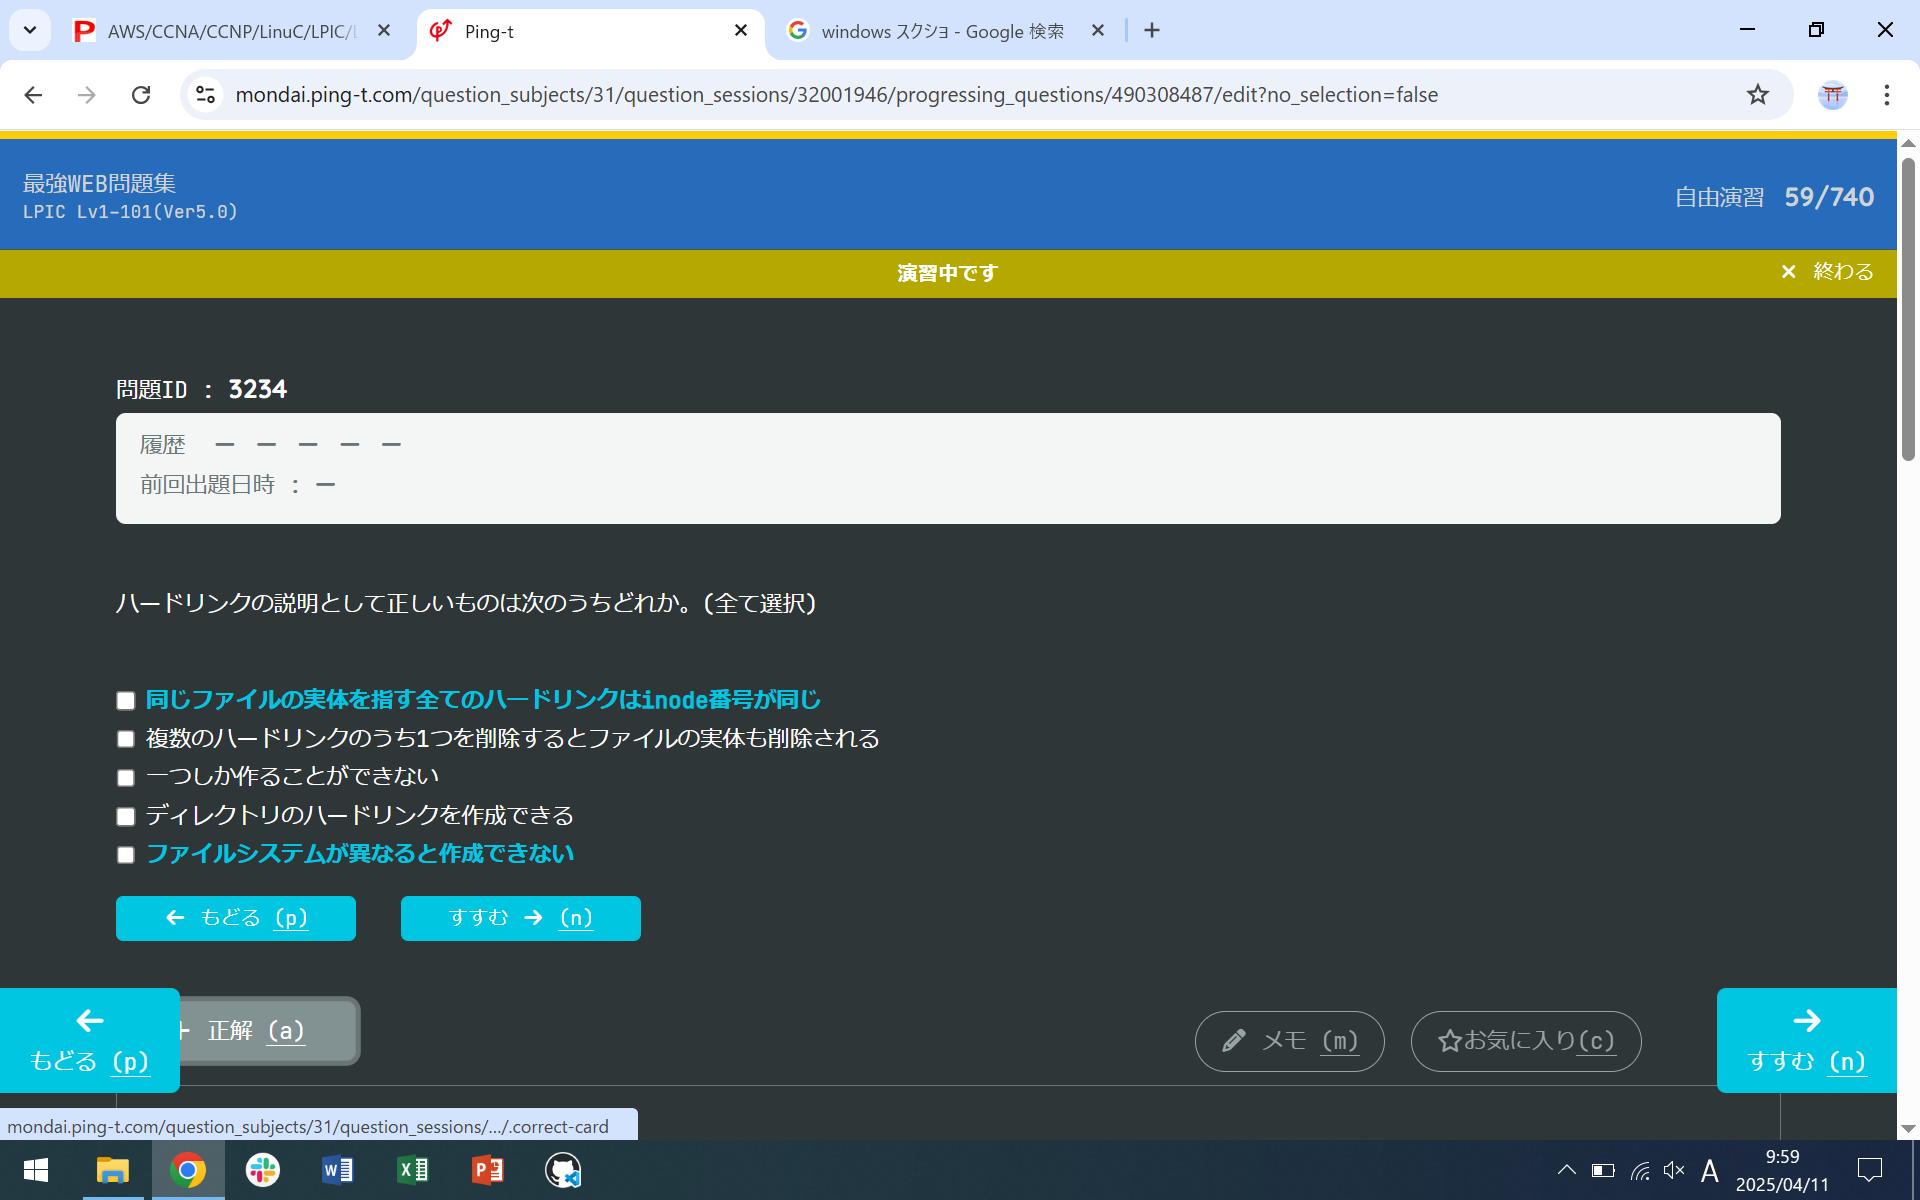 AWS/CCNA/CCNP/LinuC/LPIC/L
Ping-t
windows スクショ - Google 検索
mondai.ping-t.com/question_subjects/31/question_sessions/32001946/progressing_questions/490308487/edit?no_selection=false
最強WEB問題集
LPIC Lv1-101(Ver5.0)
自由演習 59/740
演習中です
× 終わる
問題ID : 3234
履歴 ー ー ー ー ー
前回出題日時 : ー
ハードリンクの説明として正しいものは次のうちどれか。(全て選択)
同じファイルの実体を指す全てのハードリンクはinode番号が同じ
複数のハードリンクのうち1つを削除するとファイルの実体も削除される
一つしか作ることができない
ディレクトリのハードリンクを作成できる
ファイルシステムが異なると作成できない
← もどる (p)
すすむ → (n)
← もどる (p)
正解 (a)
メモ (m)
☆お気に入り(c)
→ すすむ (n)
mondai.ping-t.com/question_subjects/31/question_sessions/.../.correct-card
A
9:59
2025/04/11